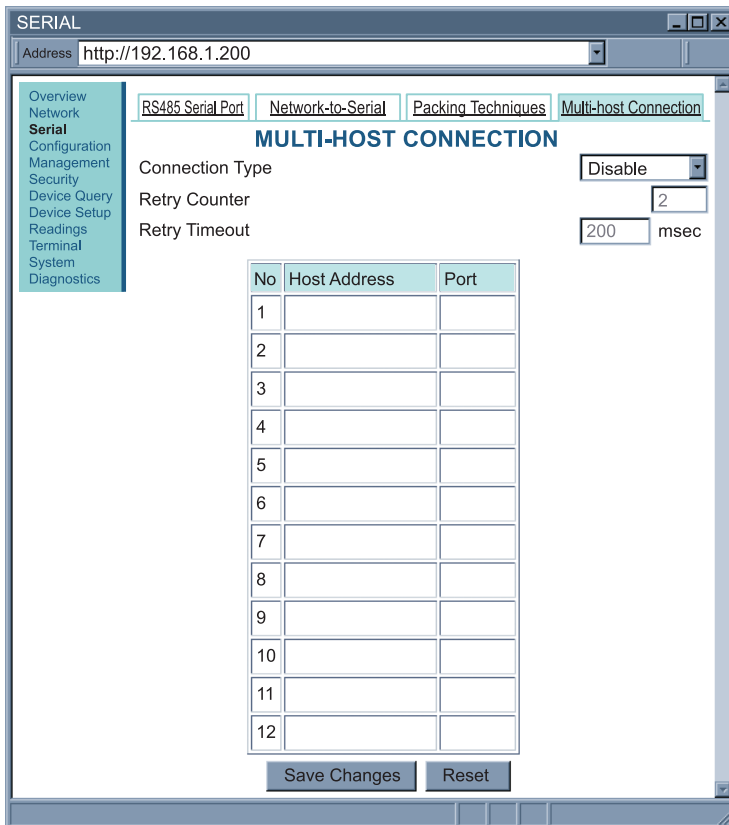 SERIAL
Address http://192.168.1.200
Overview
Network
Serial
Configuration
Management
Security
Device Query
Device Setup
Readings
Terminal
System
Diagnostics
RS485 Serial Port Network-to-Serial Packing Techniques Multi-host Connection
MULTI-HOST CONNECTION
Connection Type Disable
Retry Counter 2
Retry Timeout 200 msec
No Host Address Port
1
2
3
4
5
6
7
8
9
10
11
12
Save Changes Reset